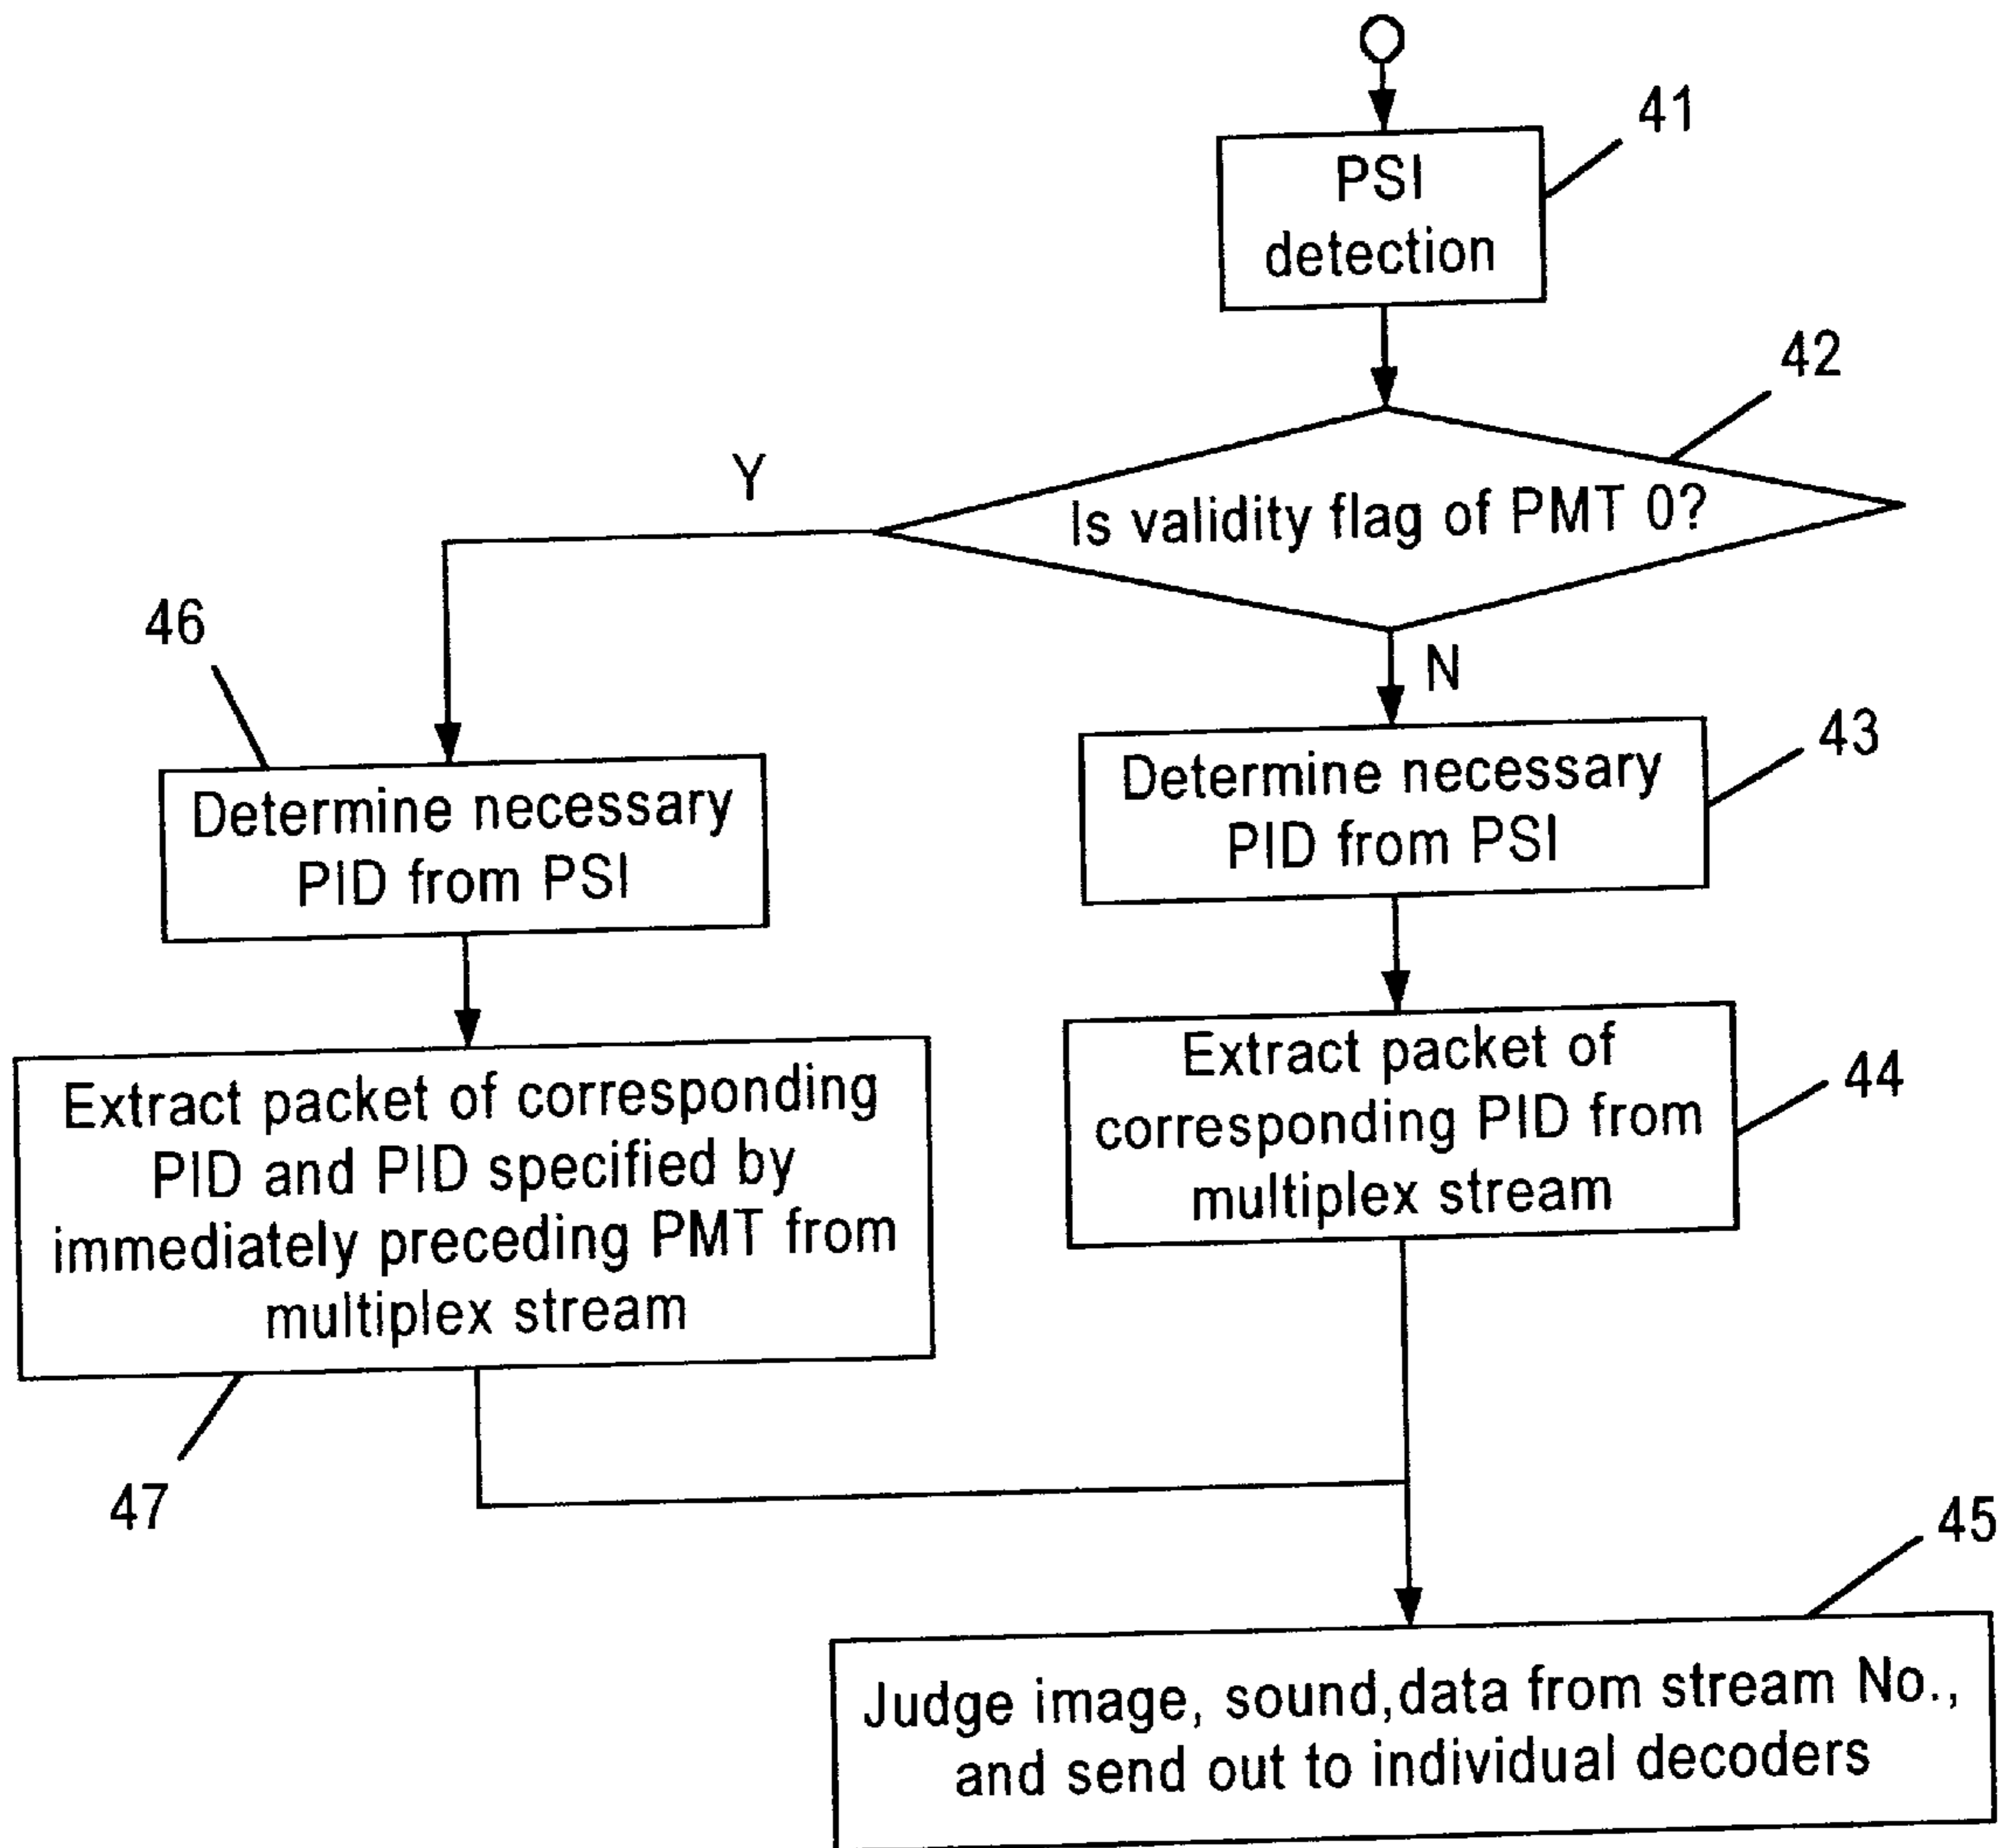 41
PSI
detection
42
Is validity flag of PMT 0?
Y
N
46
43
Determine necessary
PID from PSI
Determine necessary
PID from PSI
44
Extract packet of
corresponding PID from
multiplex stream
Extract packet of corresponding
PID and PID specified by
immediately preceding PMT from
multiplex stream
47
45
Judge image, sound,data from stream No.,
and send out to individual decoders